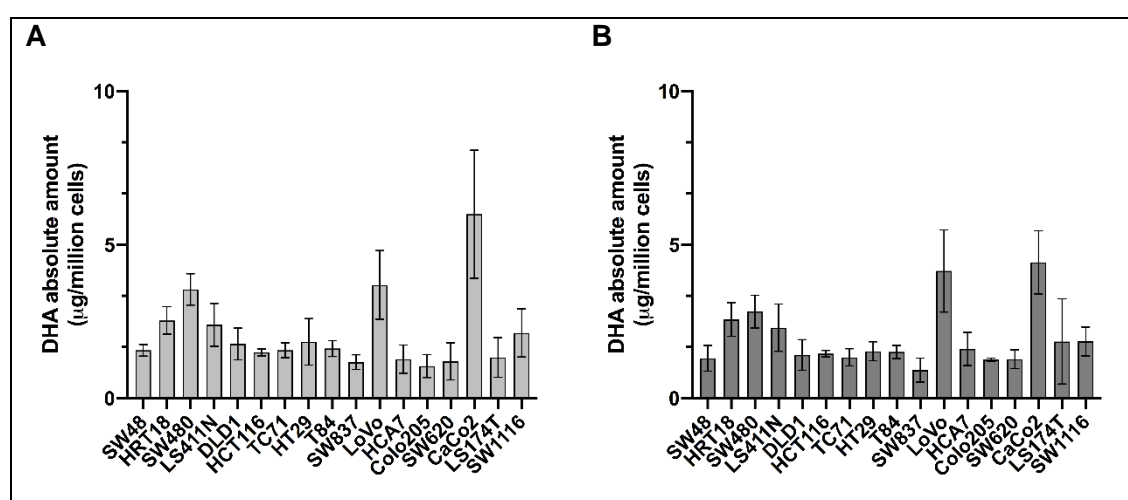 A
DHA absolute amount
(µg/million cells)
10
5
0
SW48
HRT18
SW480
LS411N
DLD1
HCT116
TC71
HT29
T84
SW837
LoVo
HCA7
Colo205
SW620
CaCo2
LS174T
SW1116
B
DHA absolute amount
(µg/million cells)
10
5
0
SW48
HRT18
SW480
LS411N
DLD1
HCT116
TC71
HT29
T84
SW837
LoVo
HCA7
Colo205
SW620
CaCo2
LS174T
SW1116